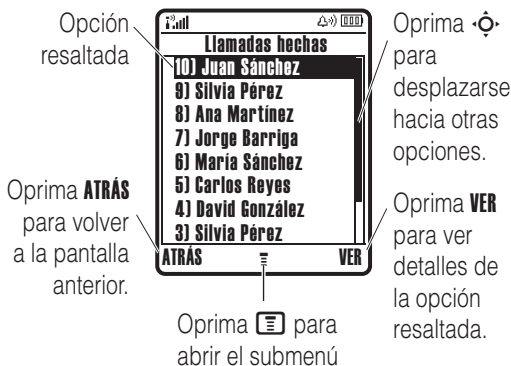 Opción
resaltada
Llamadas hechas
10) Juan Sánchez
9) Silvia Pérez
8) Ana Martínez
7) Jorge Barriga
6) María Sánchez
5) Carlos Reyes
4) David González
3) Silvia Pérez
ATRÁS
VER
Oprima
para
desplazarse
hacia otras
opciones.
Oprima ATRÁS
para volver
a la pantalla
anterior.
Oprima VER
para ver
detalles de
la opción
resaltada.
Oprima para
abrir el submenú